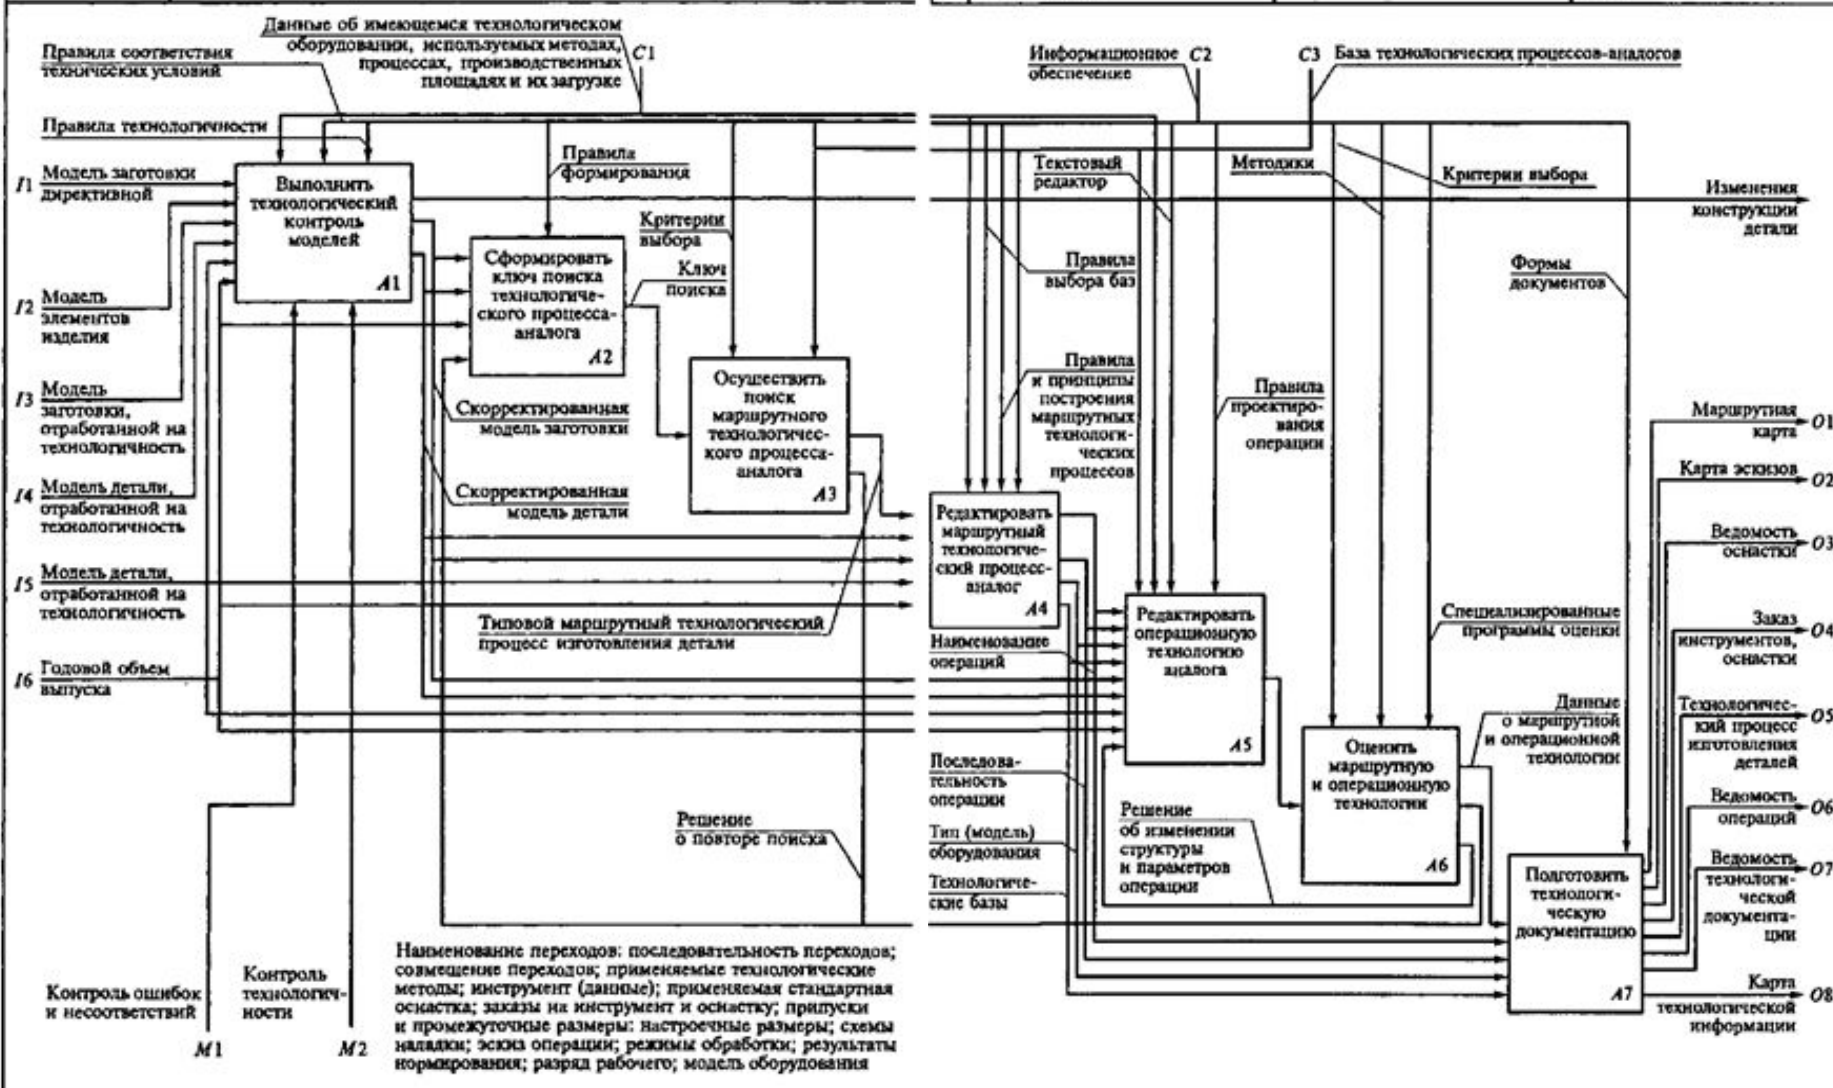 Данные об имеющемся технологическом
оборудовании, используемых методах,
процессах, производственных
площадях и их загрузке
C1
Правила соответствия
технических условий
Правила технологичности
I1 Модель заготовки
директивной
I2 Модель
элементов
изделия
I3 Модель
заготовки,
отработанной на
технологичность
I4 Модель детали,
отработанной на
технологичность
I5 Модель детали,
отработанной на
технологичность
I6 Годовой объем
выпуска
Выполнить
технологический
контроль
моделей
A1
Правила
формирования
Сформировать
ключ поиска
технологиче-
ского процесса-
аналога
A2
Критерии
выбора
Ключ
поиска
Осуществить
поиск
маршрутного
технологичес-
кого процесса-
аналога
A3
Скорректированная
модель заготовки
Скорректированная
модель детали
Типовой маршрутный технологический
процесс изготовления детали
Решение
о повторе поиска
Контроль ошибок
и несоответствий
M1
Контроль
технологич-
ности
M2
Наименование переходов: последовательность переходов;
совмещение переходов; применяемые технологические
методы; инструмент (данные); применяемая стандартная
оснастка; заказы на инструмент и оснастку; припуски
и промежуточные размеры: настроечные размеры; схемы
наладки; эскиз операции; режимы обработки; результаты
нормирования; разряд рабочего; модель оборудования
Информационное
обеспечение
C2
C3 База технологических процессов-аналогов
Текстовый
редактор
Методики
Критерии выбора
Изменения
конструкции
детали
Правила
выбора баз
Формы
документов
Правила
и принципы
построения
маршрутных
технологи-
ческих
процессов
Правила
проектиро-
вания
операции
Редактировать
маршрутный
технологиче-
ский процесс-
аналог
A4
Редактировать
операционную
технологию
аналога
A5
Наименование
операций
Специализированные
программы оценки
Данные
о маршрутной
и операционной
технологии
Оценить
маршрутную
и операционную
технологии
A6
Последова-
тельность
операции
Тип (модель)
оборудования
Технологиче-
ские базы
Решение
об изменении
структуры
и параметров
операции
Подготовить
технологи-
ческую
документацию
A7
Маршрутная
карта
O1
Карта эскизов
O2
Ведомость
оснастки
O3
Заказ
инструментов,
оснастки
O4
Технологичес-
кий процесс
изготовления
деталей
O5
Ведомость
операций
O6
Ведомость
технологи-
ческой
документа-
ции
O7
Карта
технологической
информации
O8